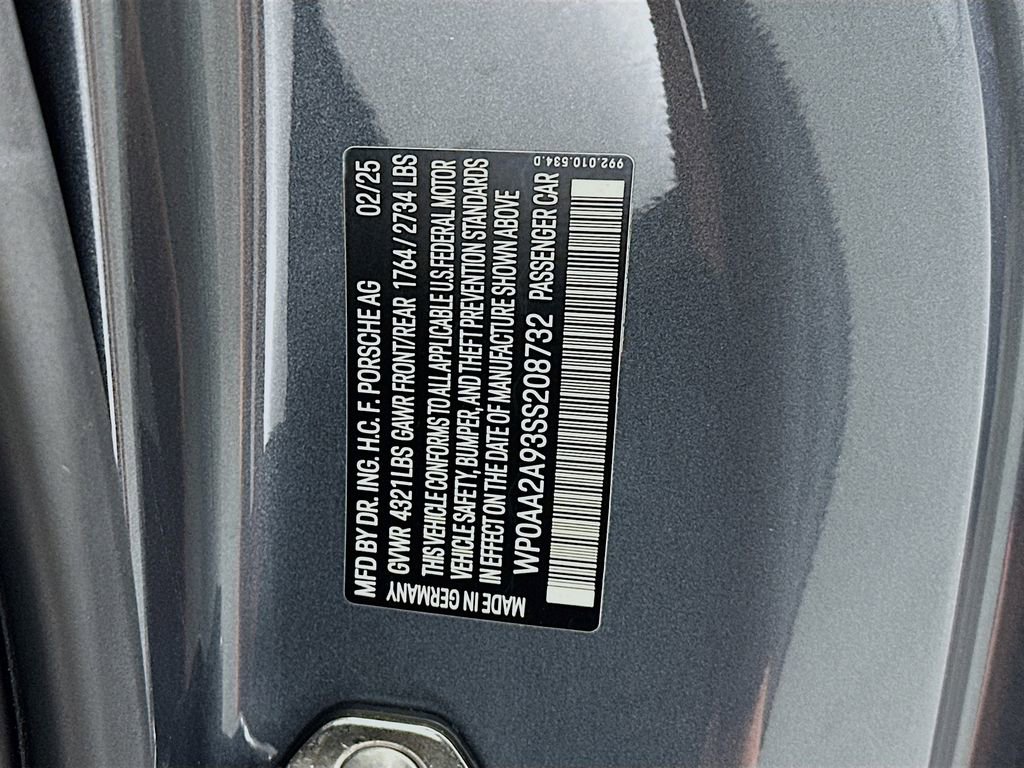 MFD BY DR. ING. H.C. F. PORSCHE AG 02/25
GVWR 4321LBS GAWR FRONT/REAR 1764/2734 LBS
THIS VEHICLE CONFORMS TO ALL APPLICABLE U.S.FEDERAL MOTOR
VEHICLE SAFETY, BUMPER, AND THEFT PREVENTION STANDARDS
IN EFFECT ON THE DATE OF MANUFACTURE SHOWN ABOVE
WP0AA2A93SS208732 PASSENGER CAR
MADE IN GERMANY
992.010.534.D